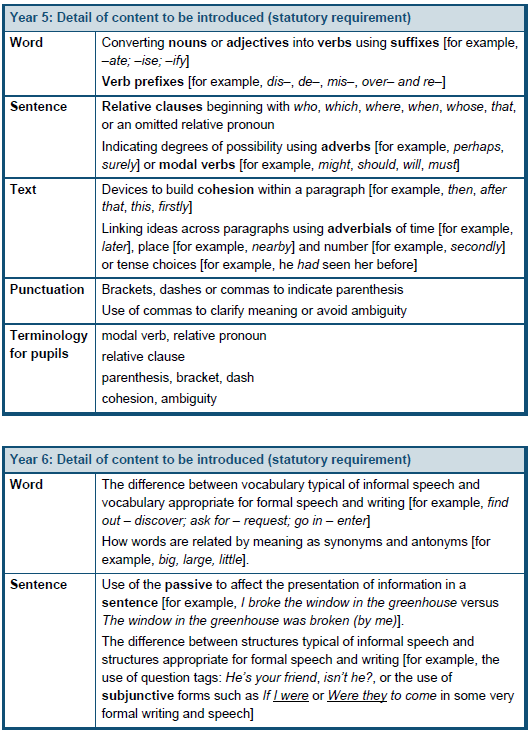 Year 5: Detail of content to be introduced (statutory requirement)
Word
Converting nouns or adjectives into verbs using suffixes [for example,
–ate; –ise; –ify]
Verb prefixes [for example, dis–, de–, mis–, over– and re–]
Sentence
Relative clauses beginning with who, which, where, when, whose, that,
or an omitted relative pronoun
Indicating degrees of possibility using adverbs [for example, perhaps,
surely] or modal verbs [for example, might, should, will, must]
Text
Devices to build cohesion within a paragraph [for example, then, after
that, this, firstly]
Linking ideas across paragraphs using adverbials of time [for example,
later], place [for example, nearby] and number [for example, secondly]
or tense choices [for example, he had seen her before]
Punctuation
Brackets, dashes or commas to indicate parenthesis
Use of commas to clarify meaning or avoid ambiguity
Terminology
for pupils
modal verb, relative pronoun
relative clause
parenthesis, bracket, dash
cohesion, ambiguity
Year 6: Detail of content to be introduced (statutory requirement)
Word
The difference between vocabulary typical of informal speech and
vocabulary appropriate for formal speech and writing [for example, find
out – discover; ask for – request; go in – enter]
How words are related by meaning as synonyms and antonyms [for
example, big, large, little].
Sentence
Use of the passive to affect the presentation of information in a
sentence [for example, I broke the window in the greenhouse versus
The window in the greenhouse was broken (by me)].
The difference between structures typical of informal speech and
structures appropriate for formal speech and writing [for example, the
use of question tags: He's your friend, isn't he?, or the use of
subjunctive forms such as If I were or Were they to come in some very
formal writing and speech]